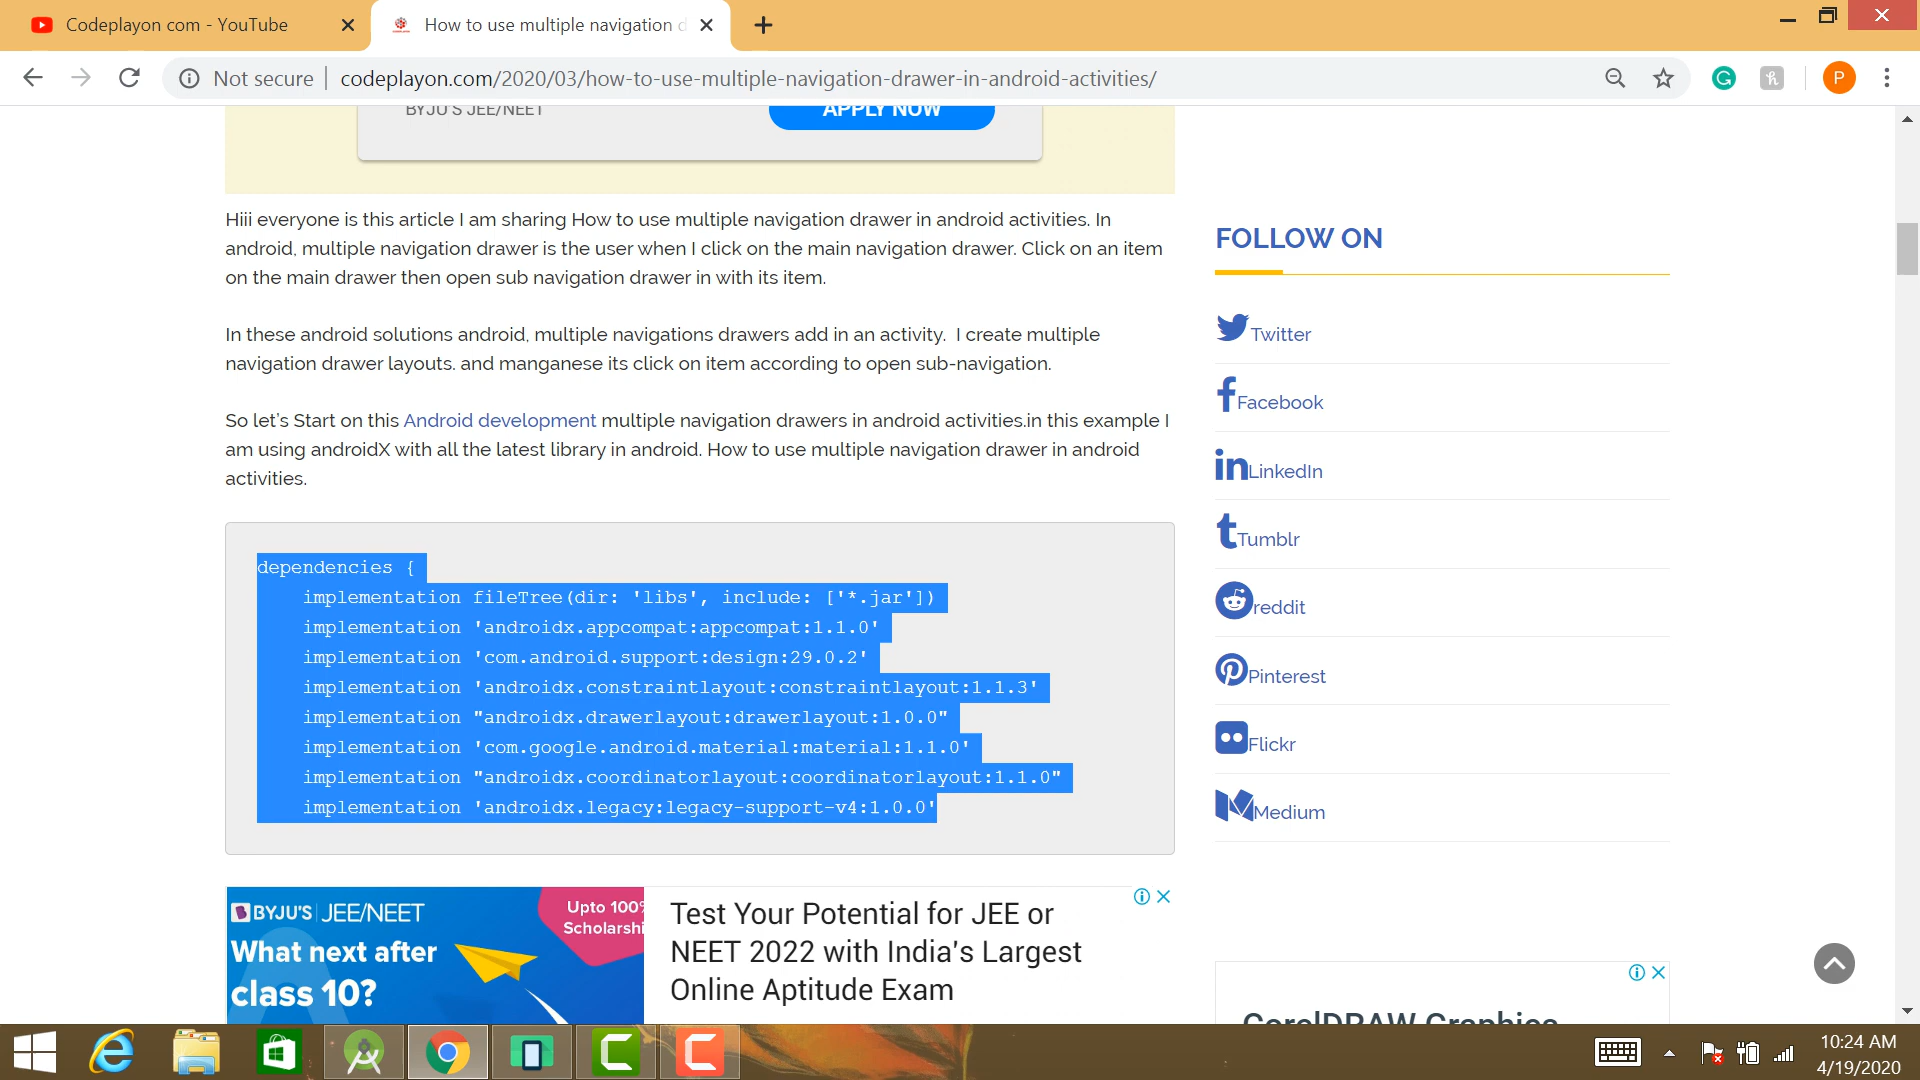 Codeplayon com - YouTube
How to use multiple navigation d
Not secure
codeplayon.com/2020/03/how-to-use-multiple-navigation-drawer-in-android-activities/
P
BYJU'S JEE/NEET
APPLY NOW
Hiii everyone is this article I am sharing How to use multiple navigation drawer in android activities. In
android, multiple navigation drawer is the user when I click on the main navigation drawer. Click on an item
on the main drawer then open sub navigation drawer in with its item.
In these android solutions android, multiple navigations drawers add in an activity.  I create multiple
navigation drawer layouts. and manganese its click on item according to open sub-navigation.
So let’s Start on this Android development multiple navigation drawers in android activities.in this example I
am using androidX with all the latest library in android. How to use multiple navigation drawer in android
activities.
dependencies {
    implementation fileTree(dir: 'libs', include: ['*.jar'])
    implementation 'androidx.appcompat:appcompat:1.1.0'
    implementation 'com.android.support:design:29.0.2'
    implementation 'androidx.constraintlayout:constraintlayout:1.1.3'
    implementation "androidx.drawerlayout:drawerlayout:1.0.0"
    implementation 'com.google.android.material:material:1.1.0'
    implementation "androidx.coordinatorlayout:coordinatorlayout:1.1.0"
    implementation 'androidx.legacy:legacy-support-v4:1.0.0'
BYJU'S JEE/NEET
What next after
class 10?
Upto 100%
Scholarshi
Test Your Potential for JEE or
NEET 2022 with India's Largest
Online Aptitude Exam
FOLLOW ON
Twitter
Facebook
LinkedIn
Tumblr
reddit
Pinterest
Flickr
Medium
CorelDRAW Graphics
10:24 AM
4/19/2020